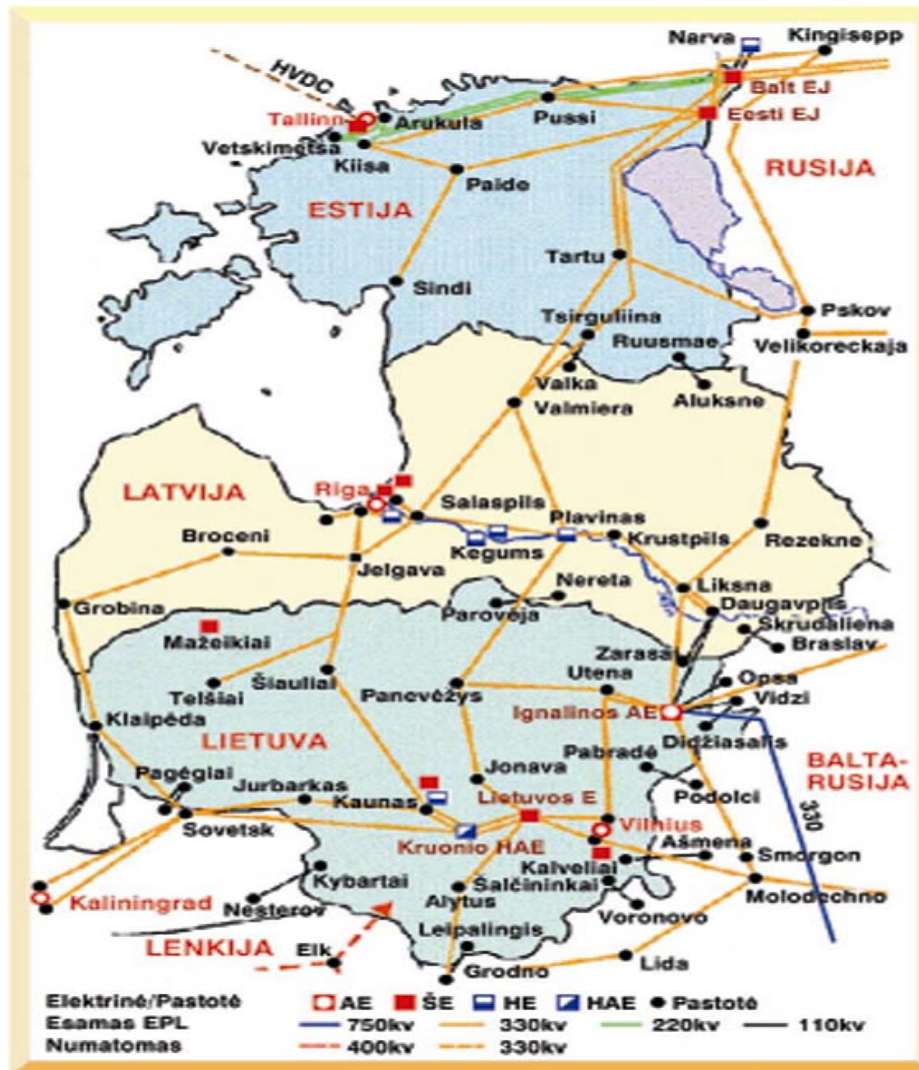 Narva
Kingisepp
HVDC
Balt EJ
Tallinn
Arukula
Pussi
Eesti EJ
Vetskimetsa
Kiisa
Paide
RUSIJA
ESTIJA
Tartu
Sindi
Pskov
Tsirguliina
Ruusmae
Velikoreckaja
Valka
Aluksne
Valmiera
LATVIJA
Riga
Salaspils
Broceni
Plavinas
Krustpils
Rezekne
Kegums
Jelgava
Nereta
Liksna
Grobina
Paroveja
Daugavpils
Skrudaliena
Mažeikiai
Braslav
Zarasai
Utena
Opsa
Telšiai
Šiauliai
Panevėžys
Vidzi
Ignalinos AE
Klaipėda
LIETUVA
Didžiasalis
Pabradė
BALTA-
RUSIJA
Pagėgiai
Jurbarkas
Jonava
Podolci
Kaunas
Lietuvos E
330
Sovetsk
Vilnius
Kruonio HAE
Ašmena
Smorgon
Kalveliai
Kybartai
Šalčininkai
Molodechno
Kaliningrad
Alytus
Nesterov
Voronovo
Leipalingis
LENKIJA
Elk
Grodno
Lida
Elektrinė/Pastotė AE ŠE HE HAE Pastotė
Esamas EPL 750kv 330kv 220kv 110kv
Numatomas 400kv 330kv